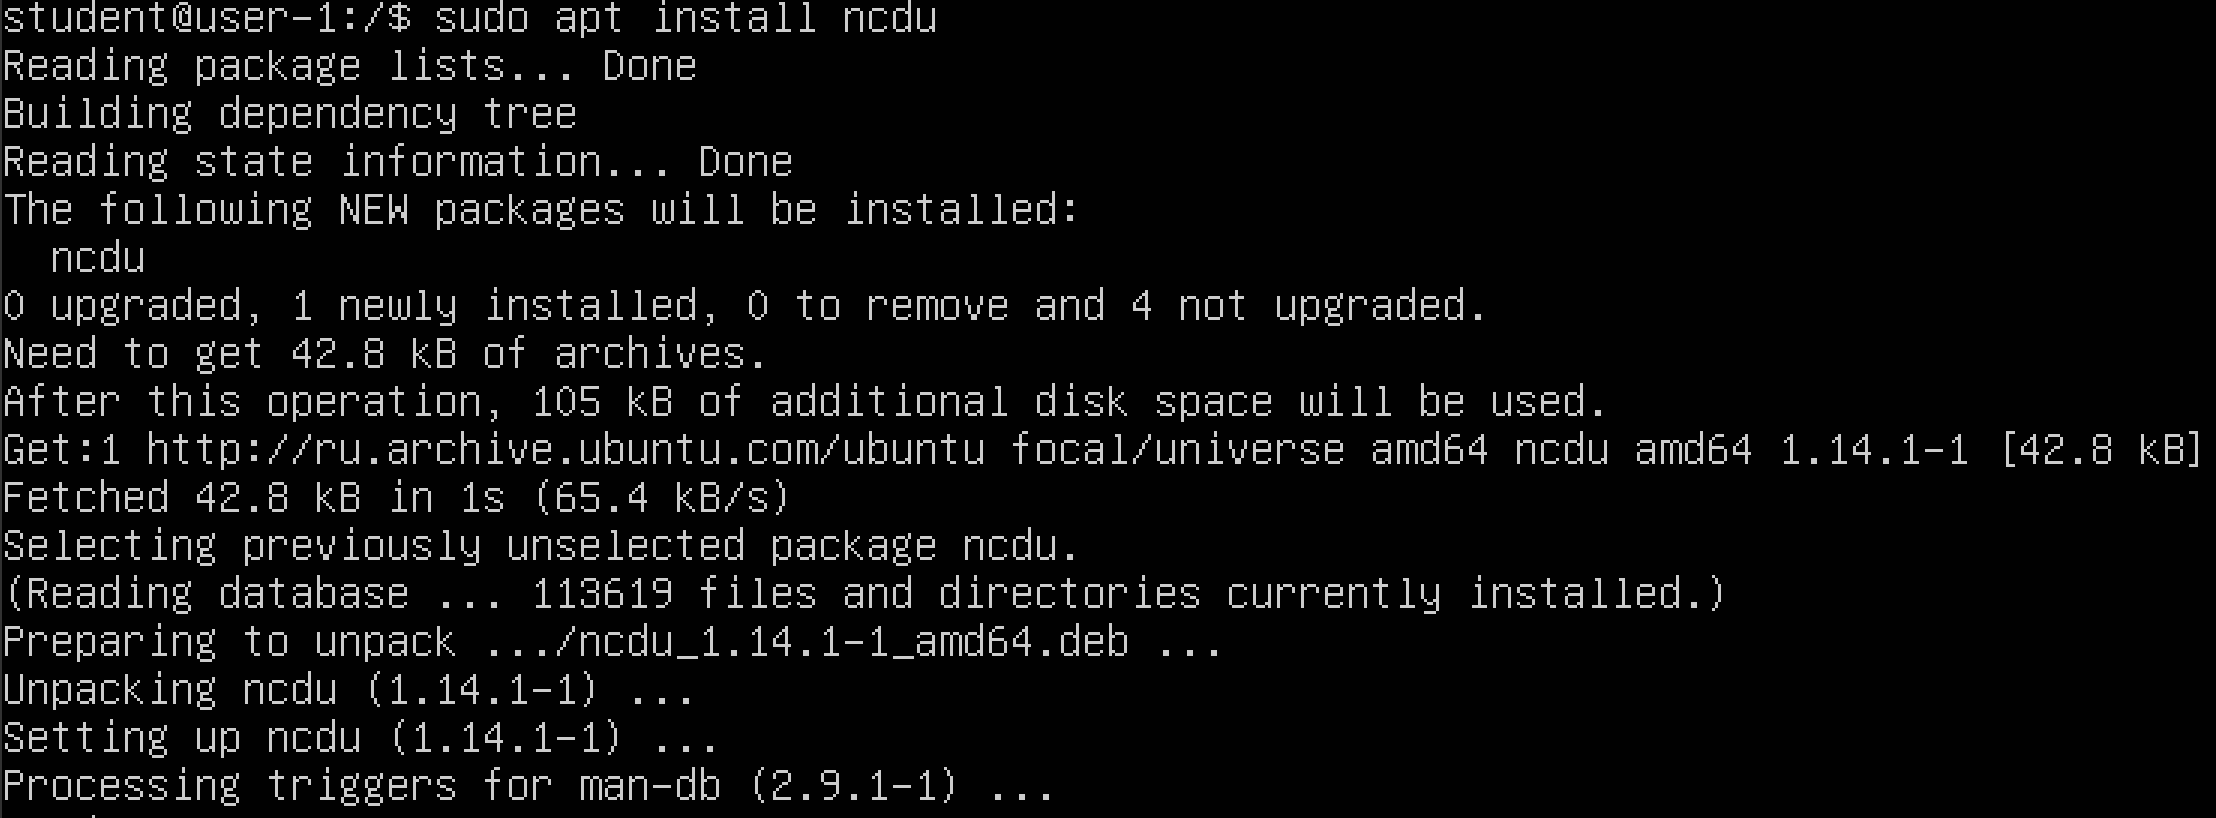 student@user-1:/$ sudo apt install ncdu
Reading package lists... Done
Building dependency tree
Reading state information... Done
The following NEW packages will be installed:
  ncdu
0 upgraded, 1 newly installed, 0 to remove and 4 not upgraded.
Need to get 42.8 kB of archives.
After this operation, 105 kB of additional disk space will be used.
Get:1 http://ru.archive.ubuntu.com/ubuntu focal/universe amd64 ncdu amd64 1.14.1-1 [42.8 kB]
Fetched 42.8 kB in 1s (65.4 kB/s)
Selecting previously unselected package ncdu.
(Reading database ... 113619 files and directories currently installed.)
Preparing to unpack .../ncdu_1.14.1-1_amd64.deb ...
Unpacking ncdu (1.14.1-1) ...
Setting up ncdu (1.14.1-1) ...
Processing triggers for man-db (2.9.1-1) ...